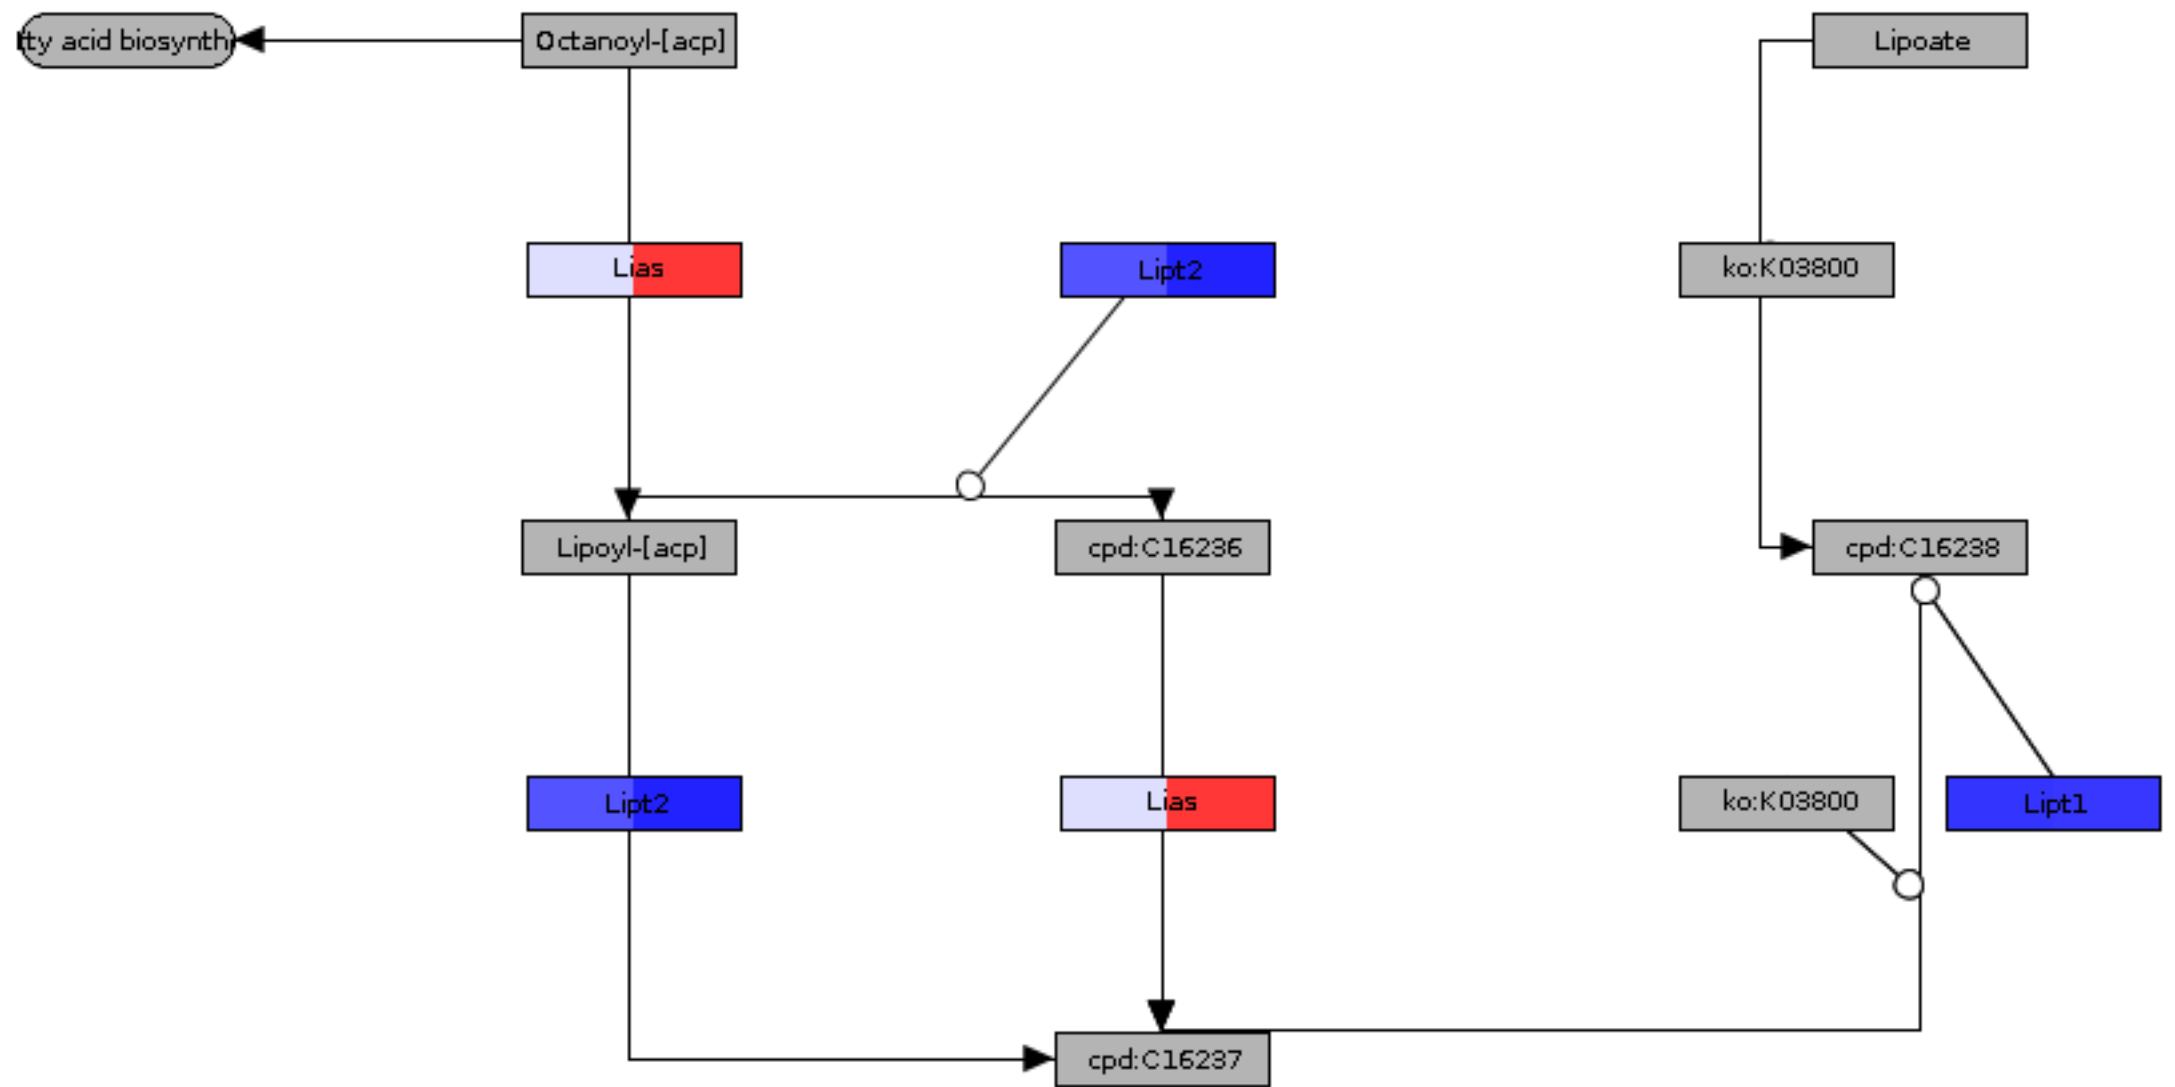 tty acid biosynth
Octanoyl-[acp]
Lipoate
Lias
Lipt2
ko:K03800
Lipoyl-[acp]
cpd:C16236
cpd:C16238
Lipt2
Lias
ko:K03800
Lipt1
cpd:C16237